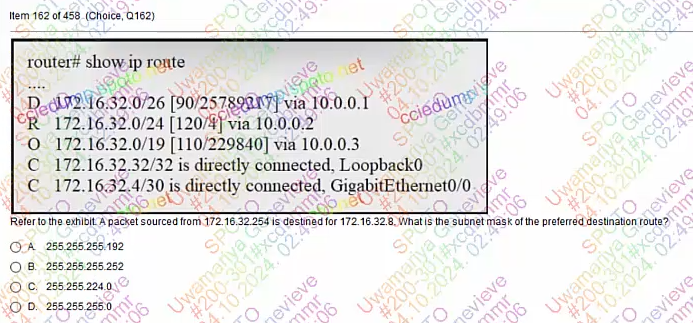 Item 162 of 458 (Choice, Q162)
router# show ip route
....
D 172.16.32.0/26 [90/25789217] via 10.0.0.1
R 172.16.32.0/24 [120/4] via 10.0.0.2
O 172.16.32.0/19 [110/229840] via 10.0.0.3
C 172.16.32.32/32 is directly connected, Loopback0
C 172.16.32.4/30 is directly connected, GigabitEthernet0/0
Refer to the exhibit. A packet sourced from 172.16.32.254 is destined for 172.16.32.8. What is the subnet mask of the preferred destination route?
A. 255.255.255.192
B. 255.255.255.252
C. 255.255.224.0
D. 255.255.255.0